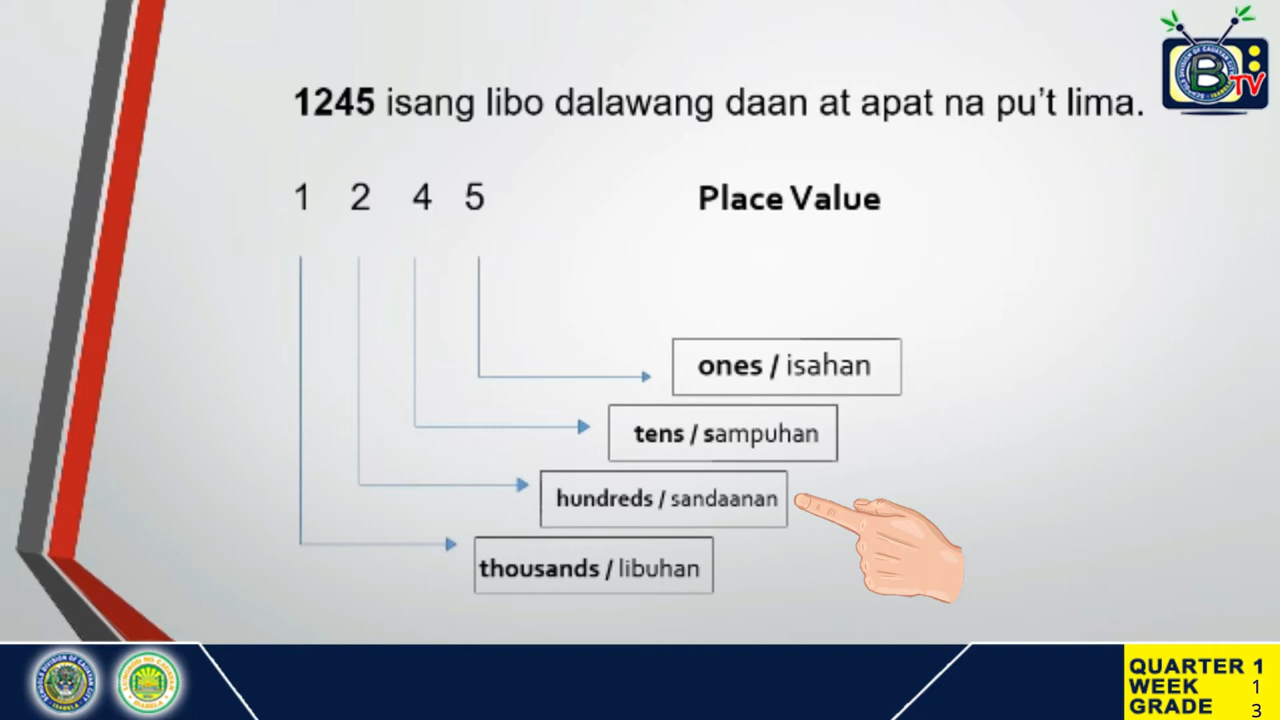 1245 isang libo dalawang daan at apat na pu't lima.
1 2 4 5
Place Value
ones / isahan
tens / sampuhan
hundreds / sandaanan
thousands / libuhan
B TV
QUARTER 1
WEEK 1
GRADE 3